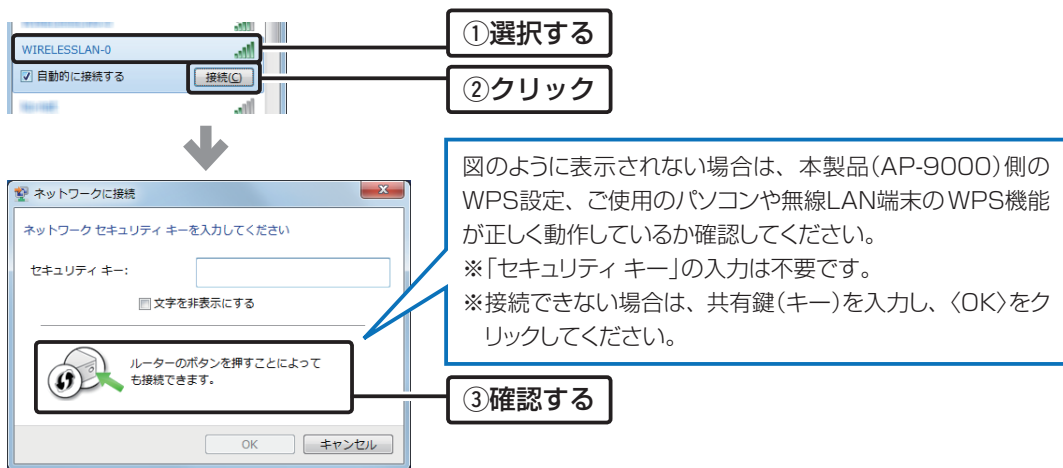 WIRELESSLAN-0
①選択する
自動的に接続する
接続(C)
②クリック
図のように表示されない場合は、本製品(AP-9000)側の
WPS設定、ご使用のパソコンや無線LAN端末のWPS機能
が正しく動作しているか確認してください。
※「セキュリティ キー」の入力は不要です。
※接続できない場合は、共有鍵(キー)を入力し、〈OK〉をク
リックしてください。
ネットワークに接続
ネットワーク セキュリティ キーを入力してください
セキュリティ キー:
文字を非表示にする
ルーターのボタンを押すことによって
も接続できます。
③確認する
OK
キャンセル